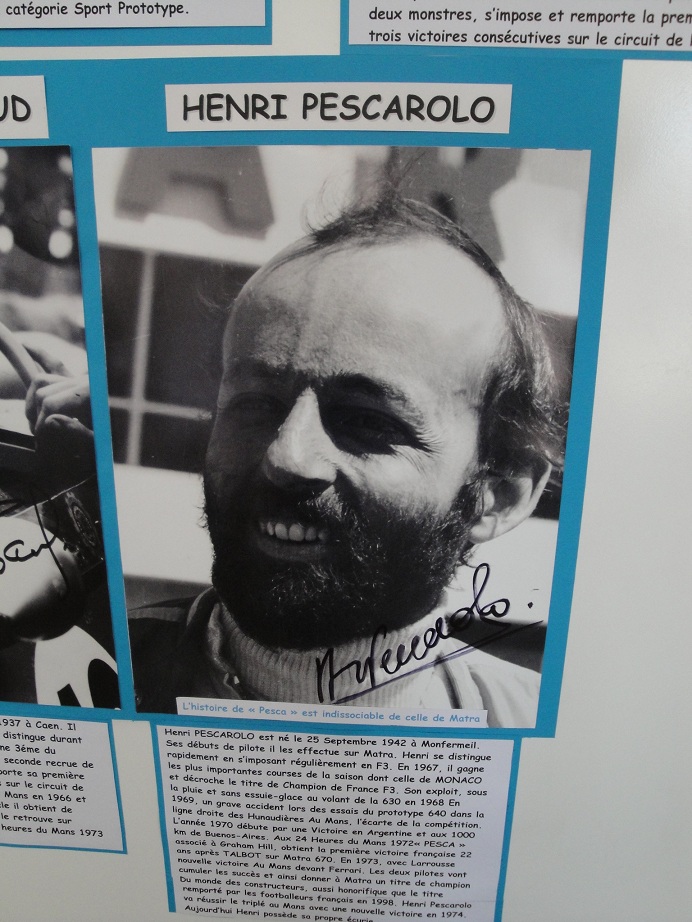 catégorie Sport Prototype.
deux monstres, s'impose et remporte la prem
trois victoires consécutives sur le circuit de
UD
HENRI PESCAROLO
L'histoire de « Pesca » est indissociable de celle de Matra
1937 à Caen. Il
distingue durant
ne 3éme du
seconde recrue de
porte sa première
sur le circuit de
Mans en 1966 et
le il obtient de
le retrouve sur
heures du Mans 1973
Henri PESCAROLO est né le 25 Septembre 1942 à Monfermeil.
Ses débuts de pilote il les effectue sur Matra. Henri se distingue
rapidement en s'imposant régulièrement en F3. En 1967, il gagne
les plus importantes courses de la saison dont celle de MONACO
et décroche le titre de Champion de France F3. Son exploit, sous
la pluie et sans essuie-glace au volant de la 630 en 1968 En
1969, un grave accident lors des essais du prototype 640 dans la
ligne droite des Hunaudières Au Mans, l'écarte de la compétition.
L'année 1970 débute par une Victoire en Argentine et aux 1000
km de Buenos-Aires. Aux 24 Heures du Mans 1972« PESCA »
associé à Graham Hill, obtient la première victoire française 22
ans après TALBOT sur Matra 670. En 1973, avec Larrousse
nouvelle victoire Au Mans devant Ferrari. Les deux pilotes vont
cumuler les succès et ainsi donner à Matra un titre de champion
Du monde des constructeurs, aussi honorifique que le titre
remporté par les footballeurs français en 1998. Henri Pescarolo
va réussir le triplé au Mans avec une nouvelle victoire en 1974.
Aujourd'hui Henri possède sa propre écurie